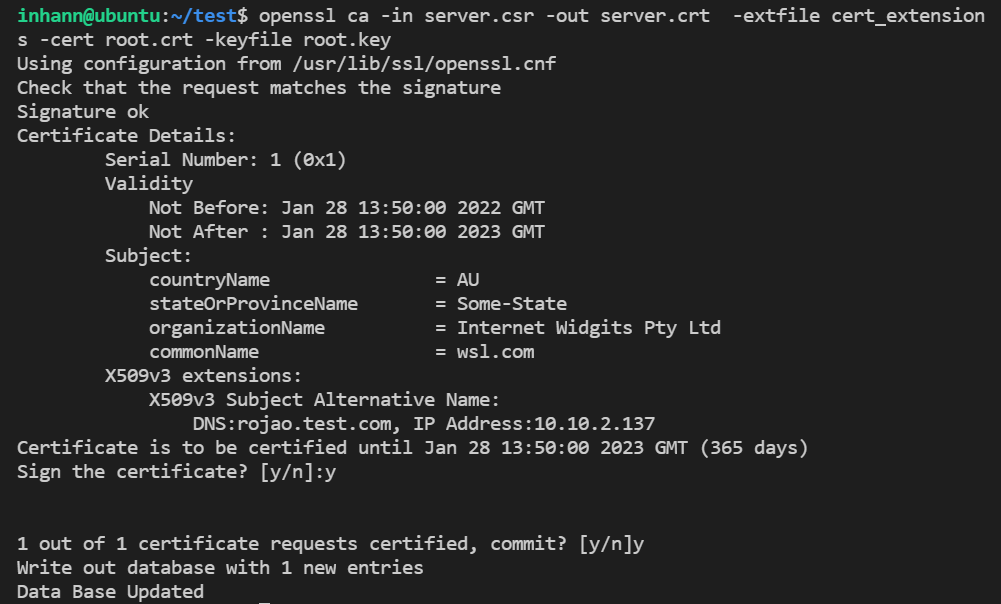 inhann@ubuntu:~/test$ openssl ca -in server.csr -out server.crt  -extfile cert_extension
s -cert root.crt -keyfile root.key
Using configuration from /usr/lib/ssl/openssl.cnf
Check that the request matches the signature
Signature ok
Certificate Details:
        Serial Number: 1 (0x1)
        Validity
            Not Before: Jan 28 13:50:00 2022 GMT
            Not After : Jan 28 13:50:00 2023 GMT
        Subject:
            countryName               = AU
            stateOrProvinceName       = Some-State
            organizationName          = Internet Widgits Pty Ltd
            commonName                = wsl.com
        X509v3 extensions:
            X509v3 Subject Alternative Name:
                DNS:rojao.test.com, IP Address:10.10.2.137
Certificate is to be certified until Jan 28 13:50:00 2023 GMT (365 days)
Sign the certificate? [y/n]:y
1 out of 1 certificate requests certified, commit? [y/n]y
Write out database with 1 new entries
Data Base Updated